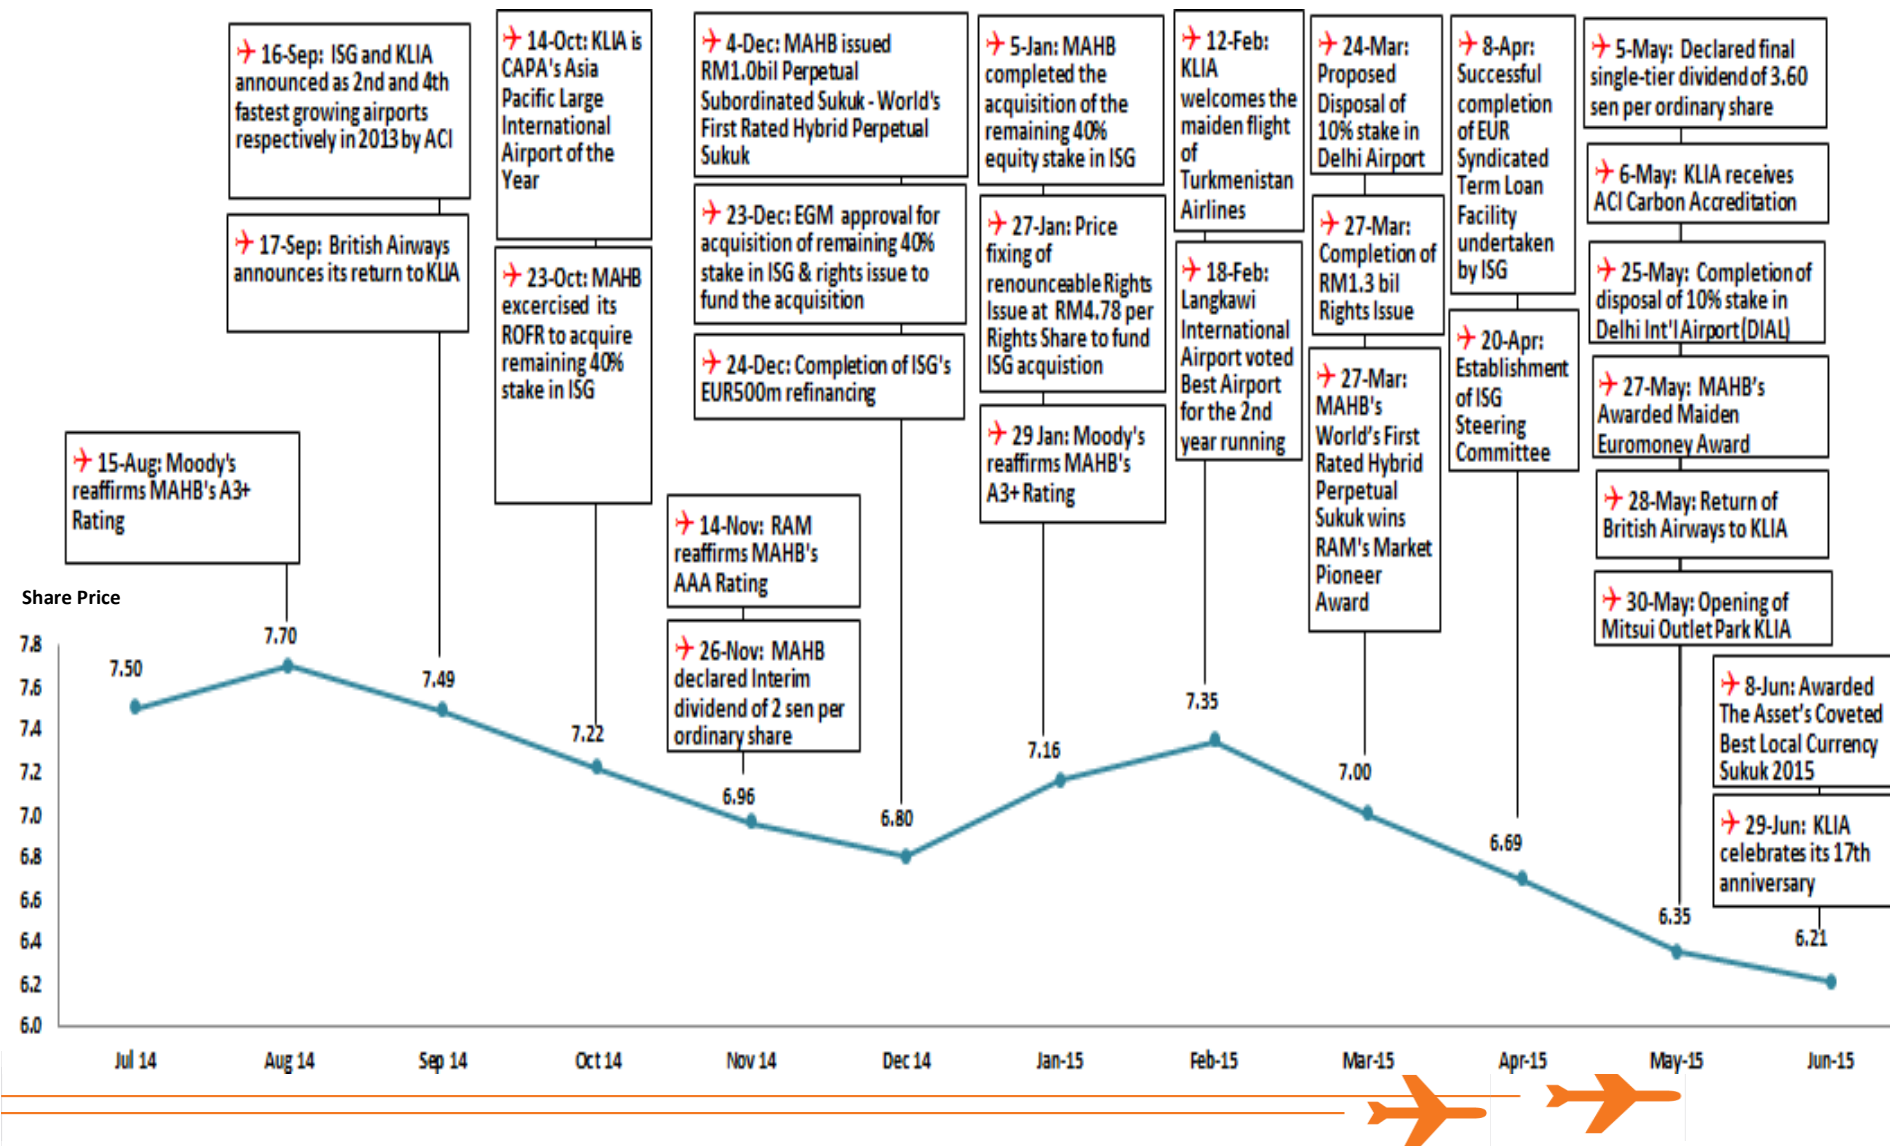 16-Sep: ISG and KLIA
announced as 2nd and 4th
fastest growing airports
respectively in 2013 by ACI
17-Sep: British Airways
announces its return to KLIA
14-Oct: KLIA is
CAPA's Asia
Pacific Large
International
Airport of the
Year
23-Oct: MAHB
excercised its
ROFR to acquire
remaining 40%
stake in ISG
4-Dec: MAHB issued
RM1.0bil Perpetual
Subordinated Sukuk - World's
First Rated Hybrid Perpetual
Sukuk
23-Dec: EGM approval for
acquisition of remaining 40%
stake in ISG & rights issue to
fund the acquisition
24-Dec: Completion of ISG's
EUR500m refinancing
5-Jan: MAHB
completed the
acquisition of the
remaining 40%
equity stake in ISG
27-Jan: Price
fixing of
renounceable Rights
Issue at RM4.78 per
Rights Share to fund
ISG acquistion
29 Jan: Moody's
reaffirms MAHB's
A3+ Rating
12-Feb:
KLIA
welcomes the
maiden flight
of
Turkmenistan
Airlines
18-Feb:
Langkawi
International
Airport voted
Best Airport
for the 2nd
year running
24-Mar:
Proposed
Disposal of
10% stake in
Delhi Airport
27-Mar:
Completion of
RM1.3 bil
Rights Issue
27-Mar:
MAHB's
World's First
Rated Hybrid
Perpetual
Sukuk wins
RAM's Market
Pioneer
Award
8-Apr:
Successful
completion
of EUR
Syndicated
Term Loan
Facility
undertaken
by ISG
20-Apr:
Establishment
of ISG
Steering
Committee
5-May: Declared final
single-tier dividend of 3.60
sen per ordinary share
6-May: KLIA receives
ACI Carbon Accreditation
25-May: Completion of
disposal of 10% stake in
Delhi Int'l Airport (DIAL)
27-May: MAHB's
Awarded Maiden
Euromoney Award
28-May: Return of
British Airways to KLIA
30-May: Opening of
Mitsui Outlet Park KLIA
8-Jun: Awarded
The Asset's Coveted
Best Local Currency
Sukuk 2015
29-Jun: KLIA
celebrates its 17th
anniversary
15-Aug: Moody's
reaffirms MAHB's A3+
Rating
14-Nov: RAM
reaffirms MAHB's
AAA Rating
26-Nov: MAHB
declared Interim
dividend of 2 sen per
ordinary share
Share Price
7.8
7.6
7.4
7.2
7.0
6.8
6.6
6.4
6.2
6.0
7.50
7.70
7.49
7.22
6.96
6.80
7.16
7.35
7.00
6.69
6.35
6.21
Jul 14
Aug 14
Sep 14
Oct 14
Nov 14
Dec 14
Jan-15
Feb-15
Mar-15
Apr-15
May-15
Jun-15